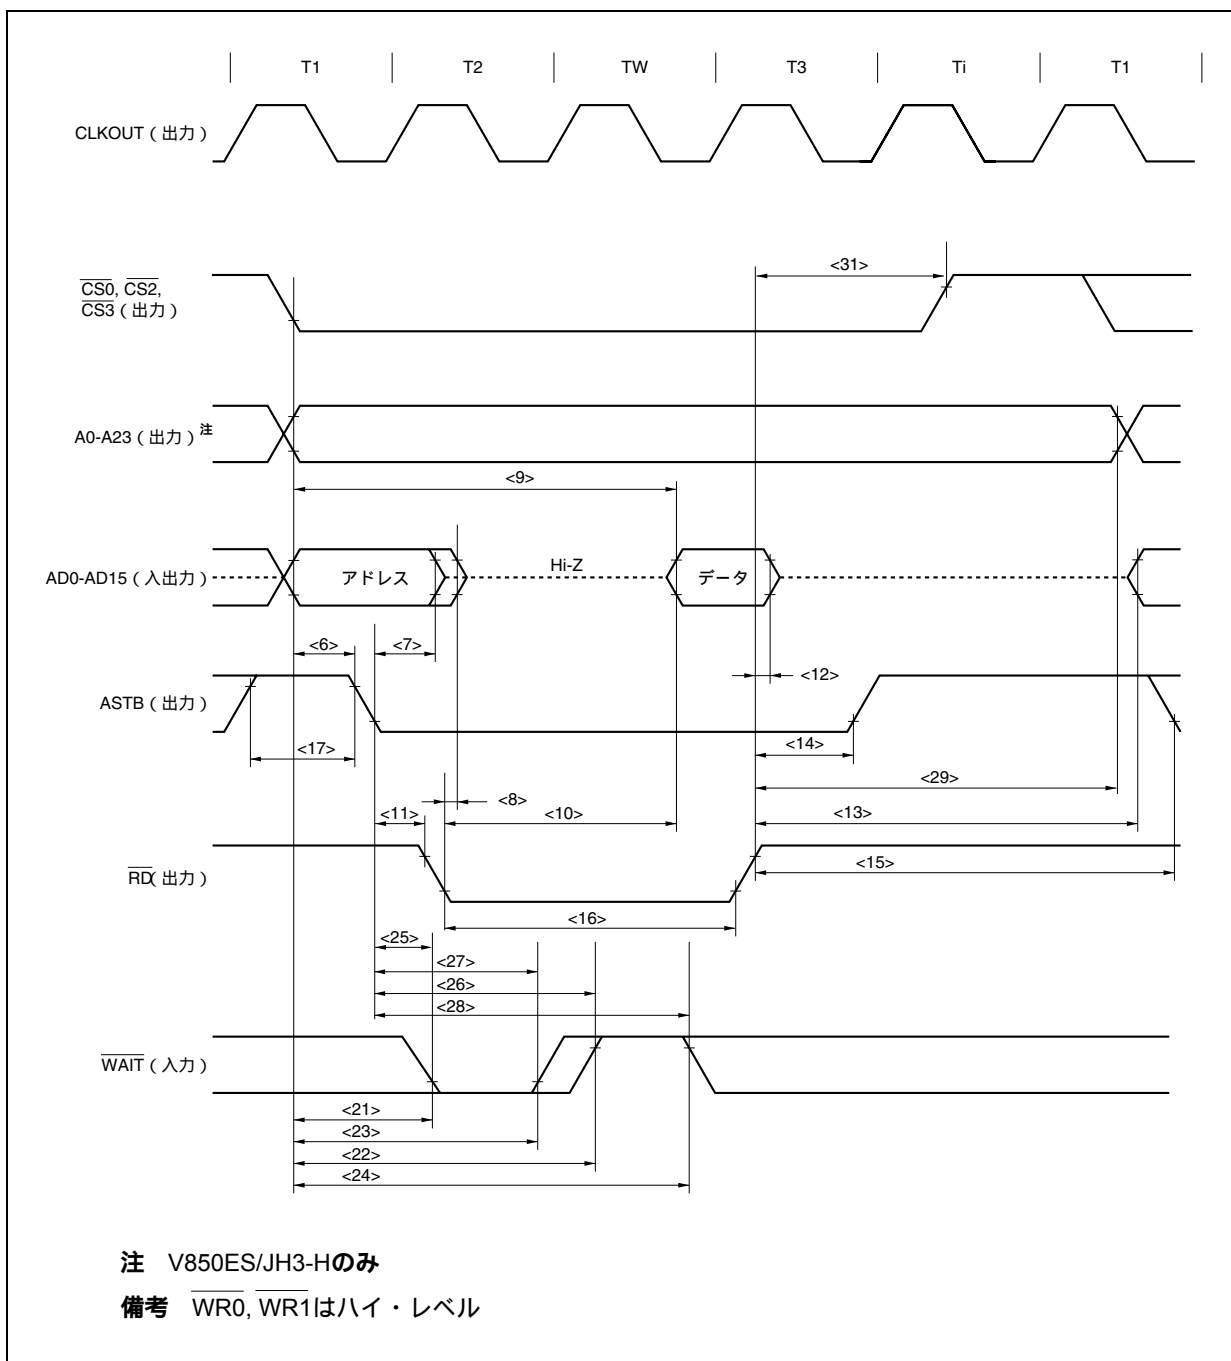 T1 T2 TW T3 Ti T1
CLKOUT（出力）
<31>
CS0, CS2,
CS3（出力）
A0-A23（出力）注
<9>
AD0-AD15（入出力） アドレス Hi-Z データ
<6> <7>
<12>
ASTB（出力）
<17> <14>
<29>
<8>
<11> <10> <13>
<15>
RD（出力）
<16>
<25>
<27>
<26>
<28>
WAIT（入力）
<21>
<23>
<22>
<24>
注 V850ES/JH3-Hのみ
備考 WR0, WR1はハイ・レベル